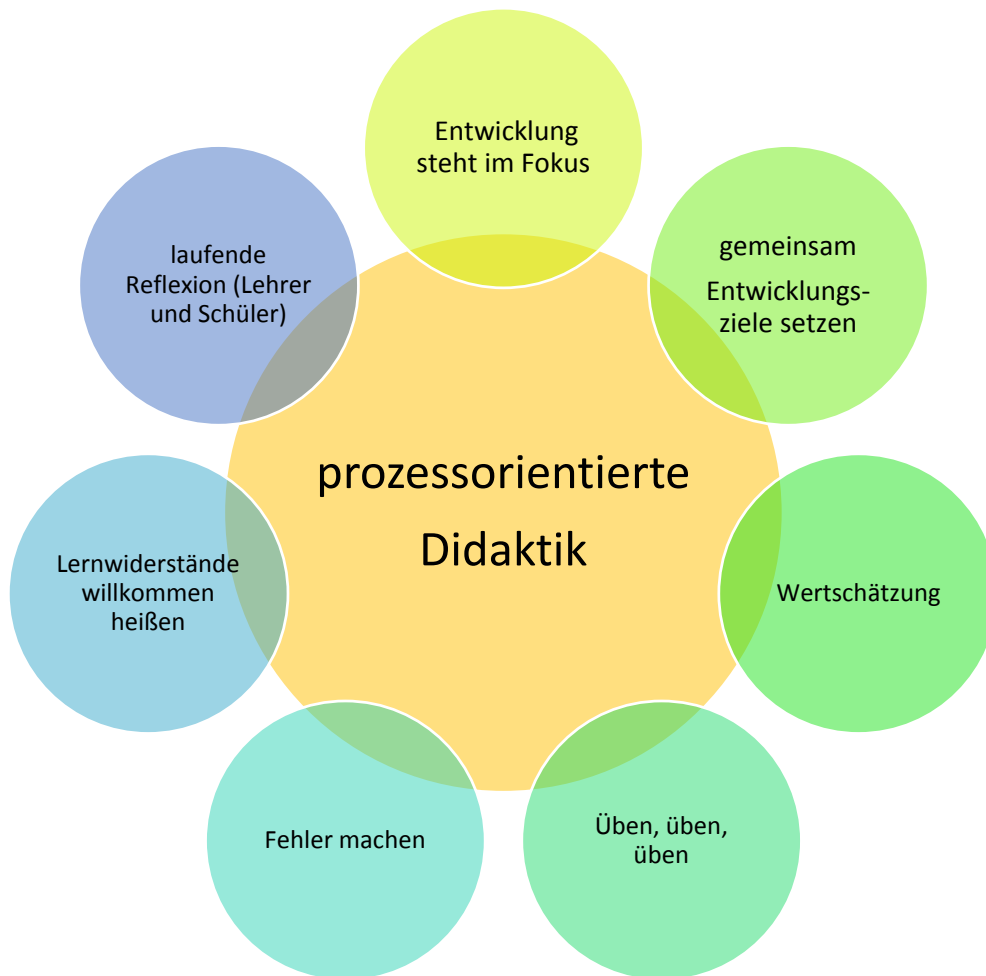 Entwicklung
steht im Fokus
gemeinsam
Entwicklungs-
ziele setzen
Wertschätzung
Üben, üben,
üben
Fehler machen
Lernwiderstände
willkommen
heißen
laufende
Reflexion (Lehrer
und Schüler)
prozessorientierte
Didaktik